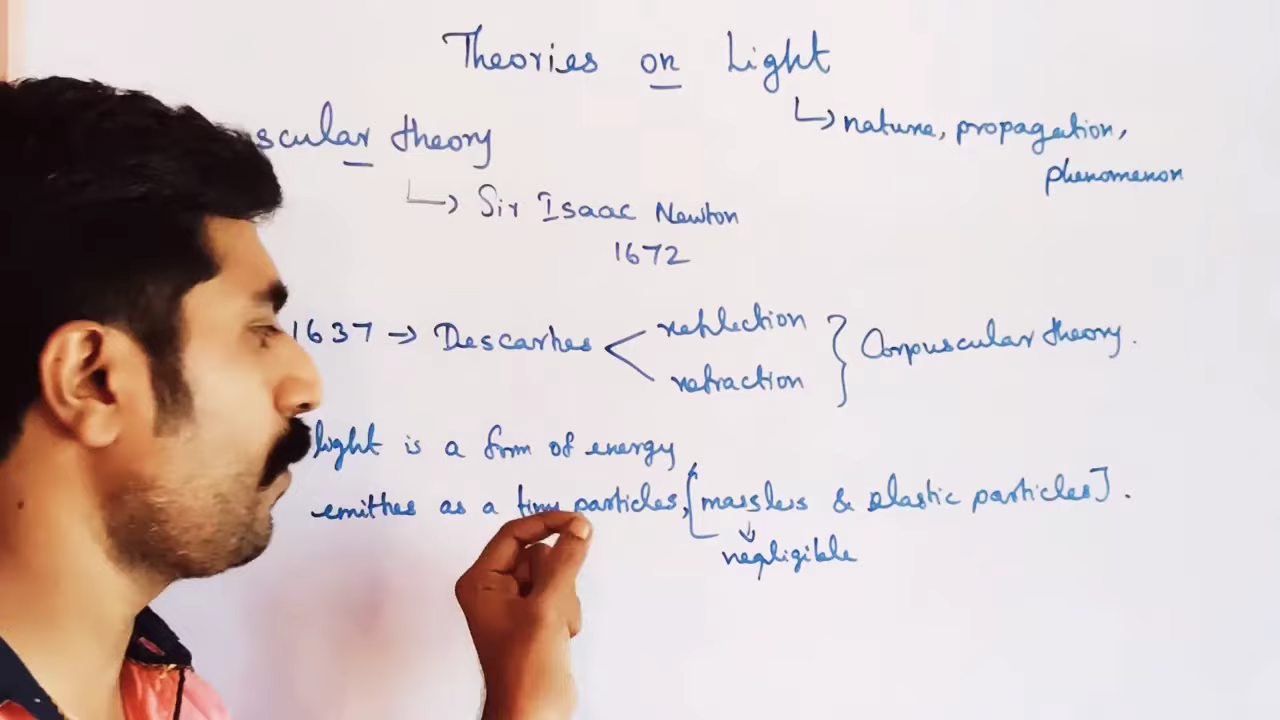 Theories on Light
↳ nature, propagation,
phenomenon
scular theory
↳ Sir Isaac Newton
1672
1637 → Descartes < reflection
refraction } Corpuscular theory.
light is a form of energy
emittes as a tiny particles, [massless & elastic particles].
↓
negligible